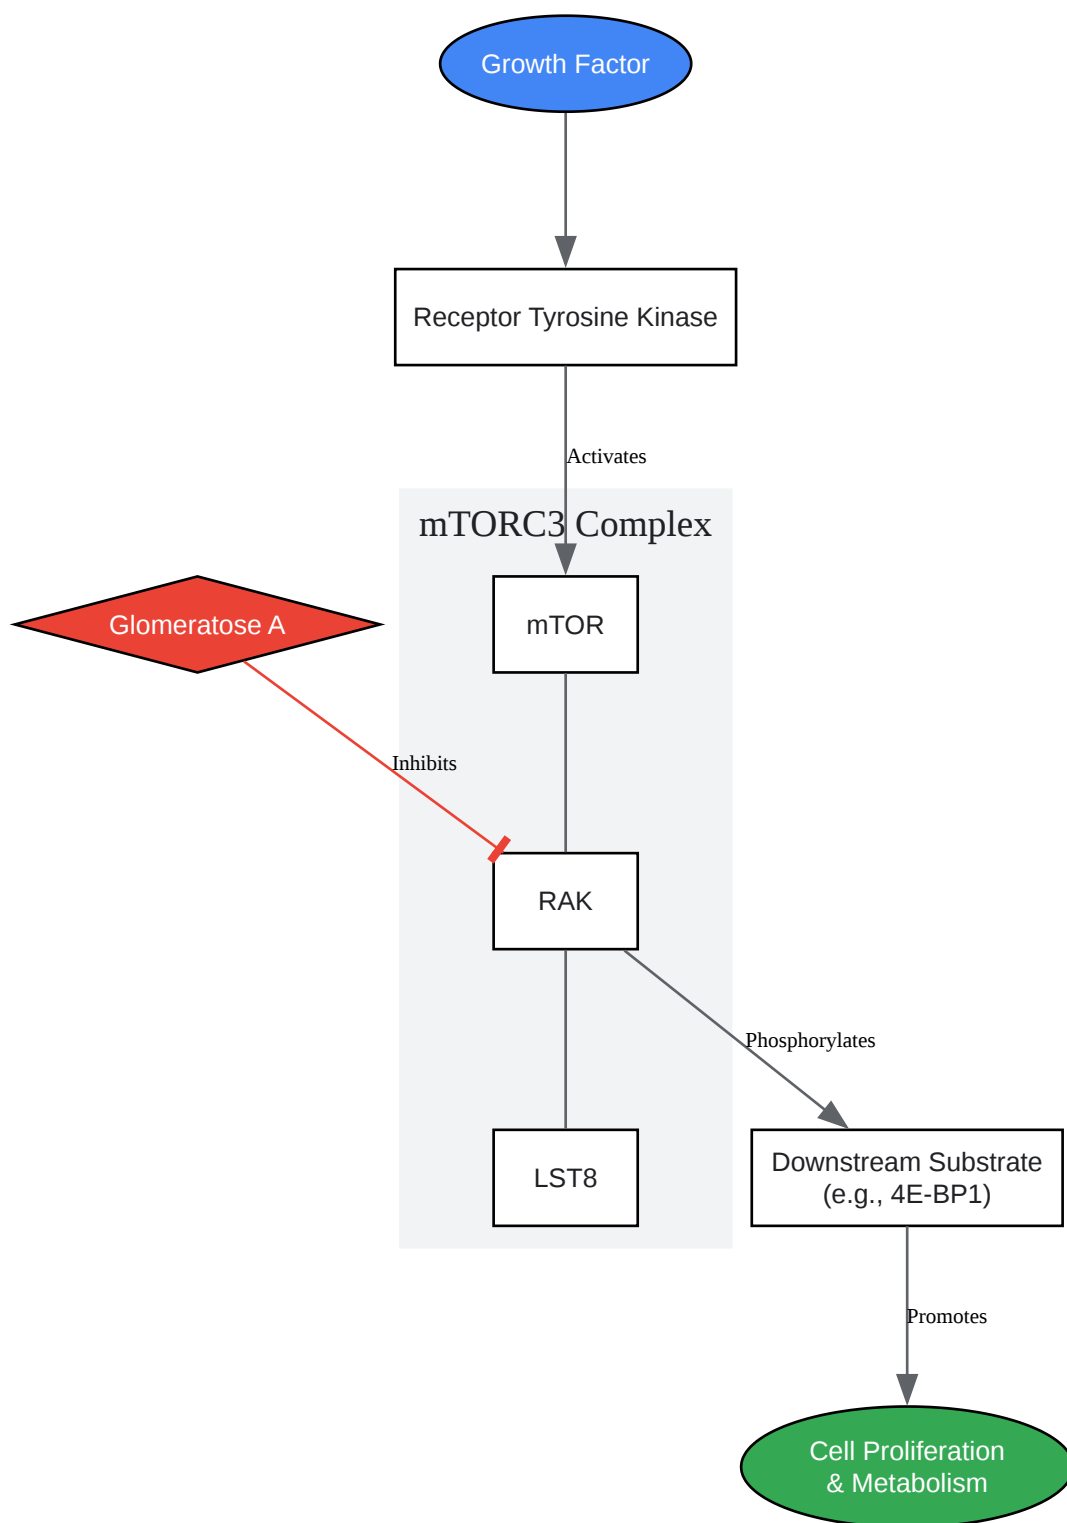 Growth Factor
Receptor Tyrosine Kinase
Activates
mTORC3 Complex
mTOR
Glomeratose A
Inhibits
RAK
Phosphorylates
LST8
Downstream Substrate
(e.g., 4E-BP1)
Promotes
Cell Proliferation
& Metabolism